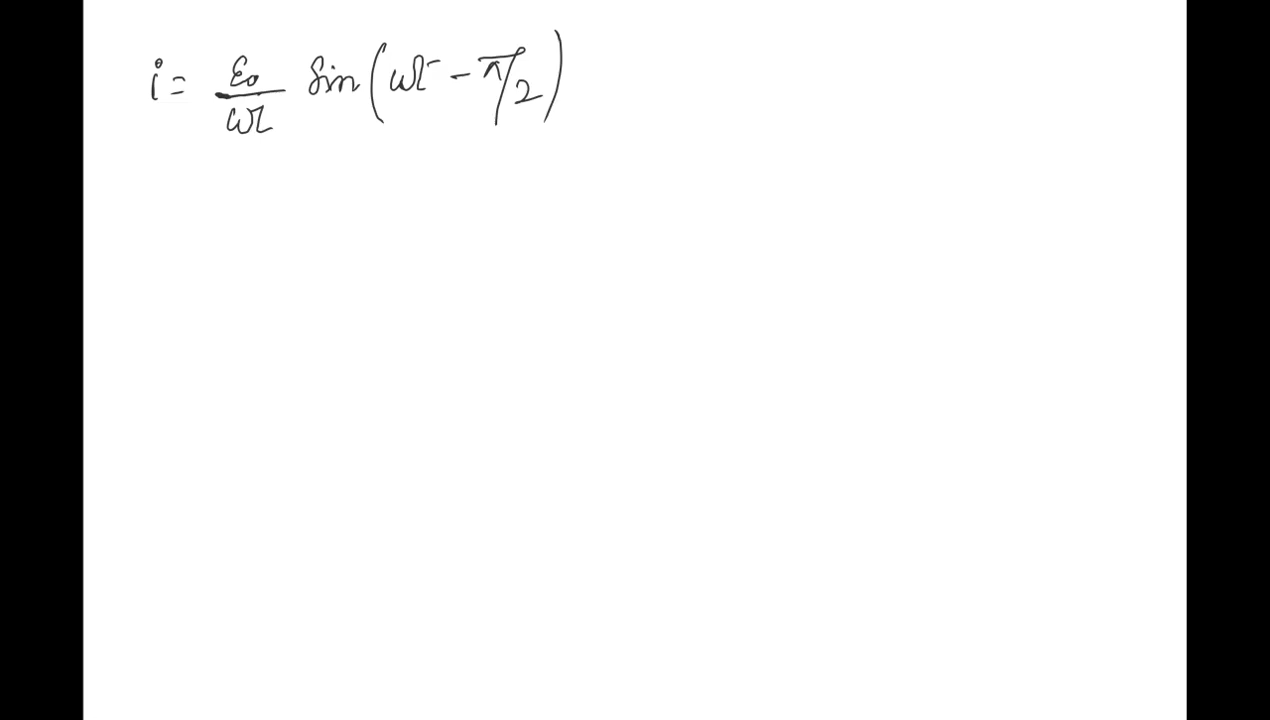 i = ε₀/ωL sin(ωt - π/2)